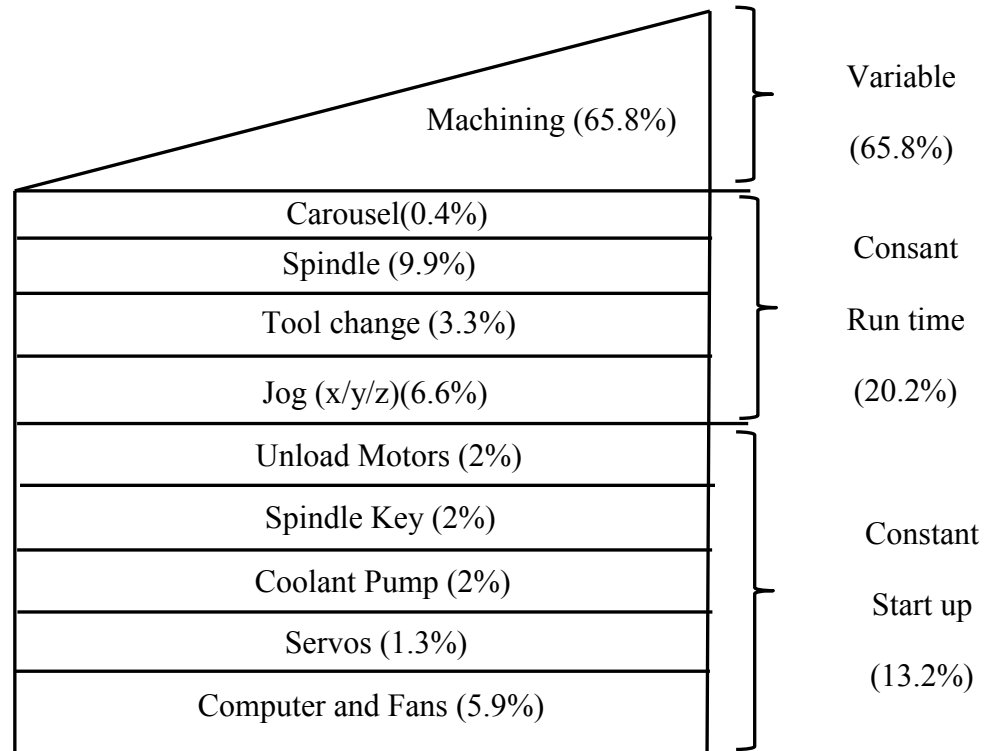 Machining (65.8%)
Carousel(0.4%)
Spindle (9.9%)
Tool change (3.3%)
Jog (x/y/z)(6.6%)
Unload Motors (2%)
Spindle Key (2%)
Coolant Pump (2%)
Servos (1.3%)
Computer and Fans (5.9%)
Variable
(65.8%)
Consant
Run time
(20.2%)
Constant
Start up
(13.2%)